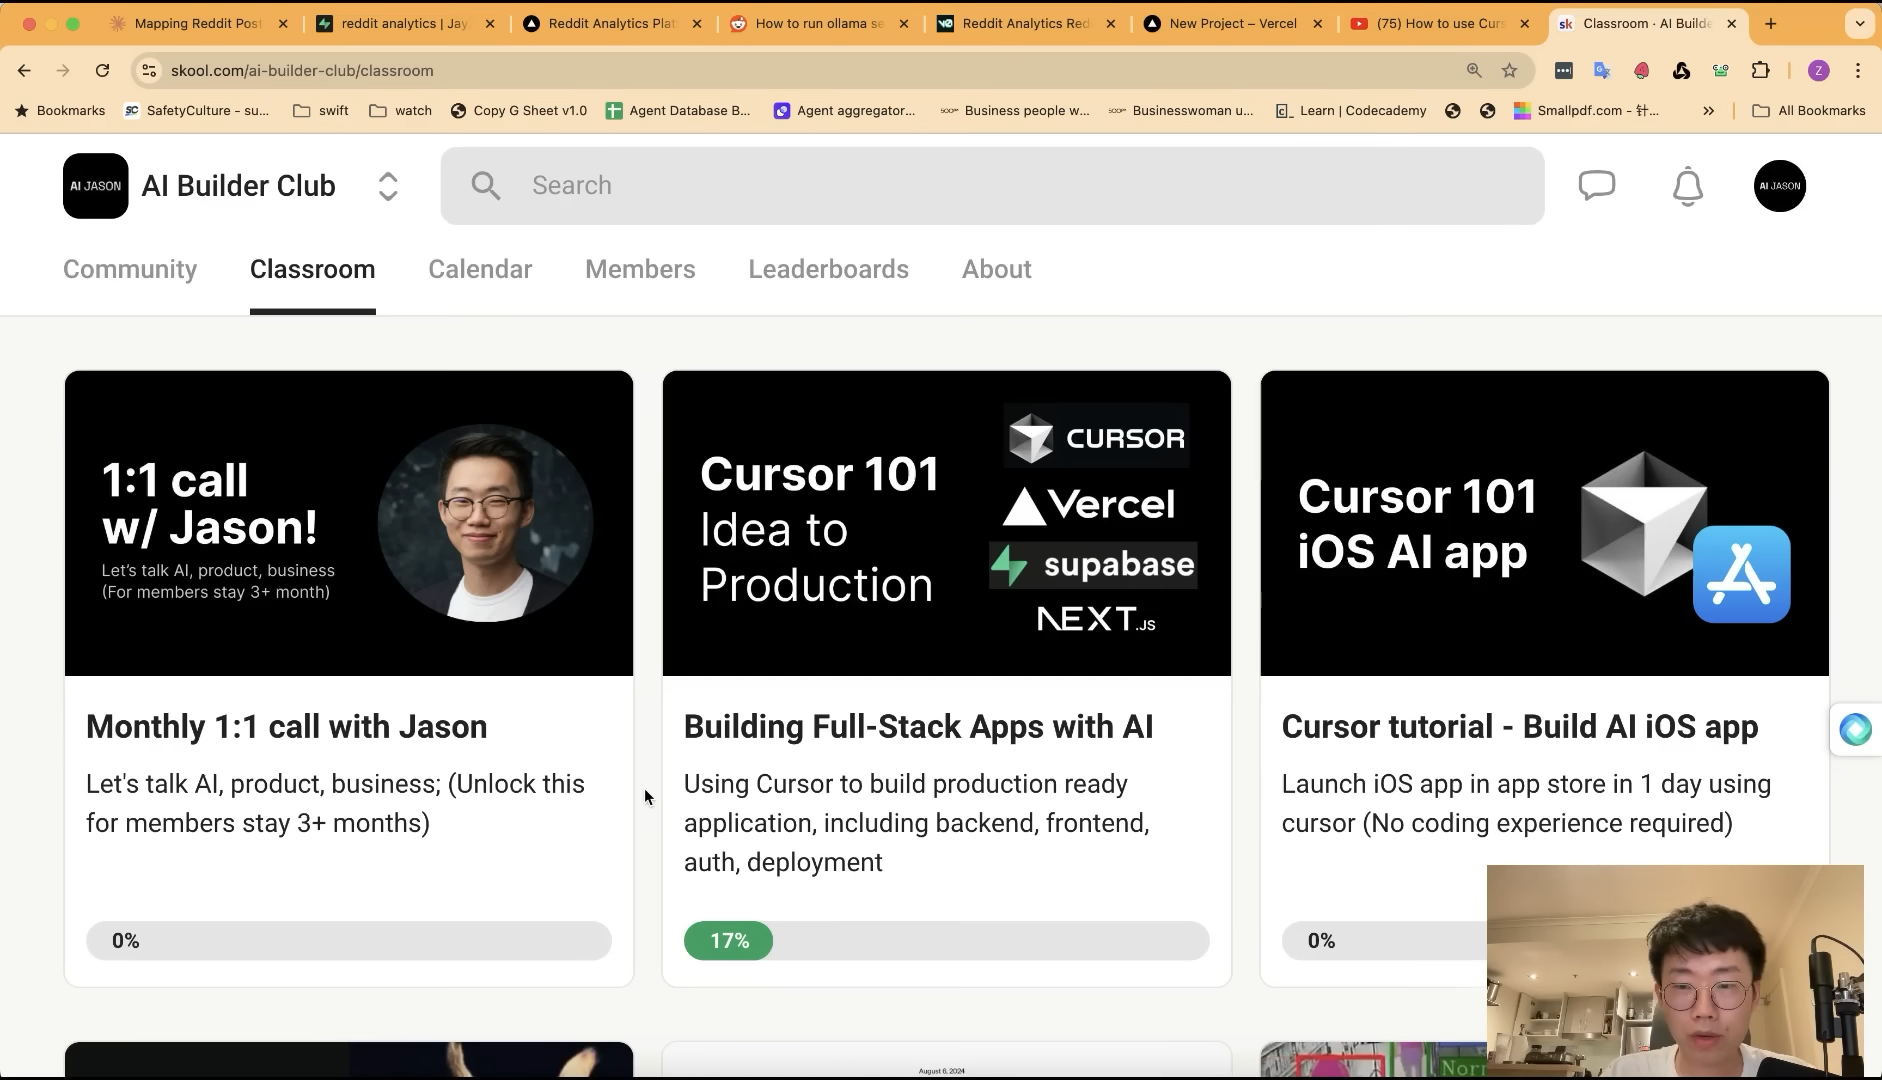 Mapping Reddit Post
reddit analytics | Jay
Reddit Analytics Plat
How to run ollama se
Reddit Analytics Red
New Project – Vercel
(75) How to use Curs
sk
Classroom · AI Builde
skool.com/ai-builder-club/classroom
Z
Bookmarks
SC
SafetyCulture - su...
swift
watch
Copy G Sheet v1.0
Agent Database B...
Agent aggregator...
Business people w...
Businesswoman u...
Learn | Codecademy
Smallpdf.com - 针...
All Bookmarks
AI JASON
AI Builder Club
Search
AI JASON
Community
Classroom
Calendar
Members
Leaderboards
About
1:1 call
w/ Jason!
Let's talk AI, product, business
(For members stay 3+ month)
Monthly 1:1 call with Jason
Let's talk AI, product, business; (Unlock this
for members stay 3+ months)
0%
Cursor 101
Idea to
Production
CURSOR
Vercel
supabase
NEXT.JS
Building Full-Stack Apps with AI
Using Cursor to build production ready
application, including backend, frontend,
auth, deployment
17%
Cursor 101
iOS AI app
Cursor tutorial - Build AI iOS app
Launch iOS app in app store in 1 day using
cursor (No coding experience required)
0%
August 6, 2024